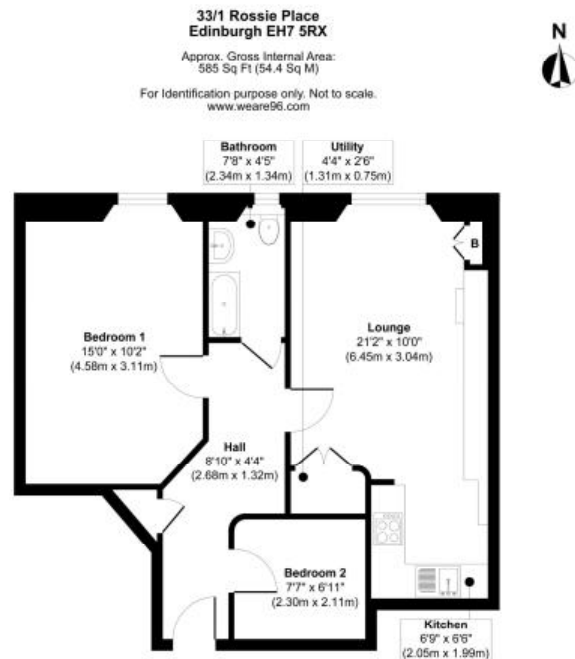 33/1 Rossie Place
Edinburgh EH7 5RX
N
Approx. Gross Internal Area:
585 Sq Ft (54.4 Sq M)
For Identification purpose only. Not to scale.
www.weare96.com
Bathroom
7'8" x 4'5"
(2.34m x 1.34m)
Utility
4'4" x 2'6"
(1.31m x 0.75m)
B
Bedroom 1
15'0" x 10'2"
(4.58m x 3.11m)
Lounge
21'2" x 10'0"
(6.45m x 3.04m)
Hall
8'10" x 4'4"
(2.68m x 1.32m)
Bedroom 2
7'7" x 6'11"
(2.30m x 2.11m)
Kitchen
6'9" x 6'6"
(2.05m x 1.99m)